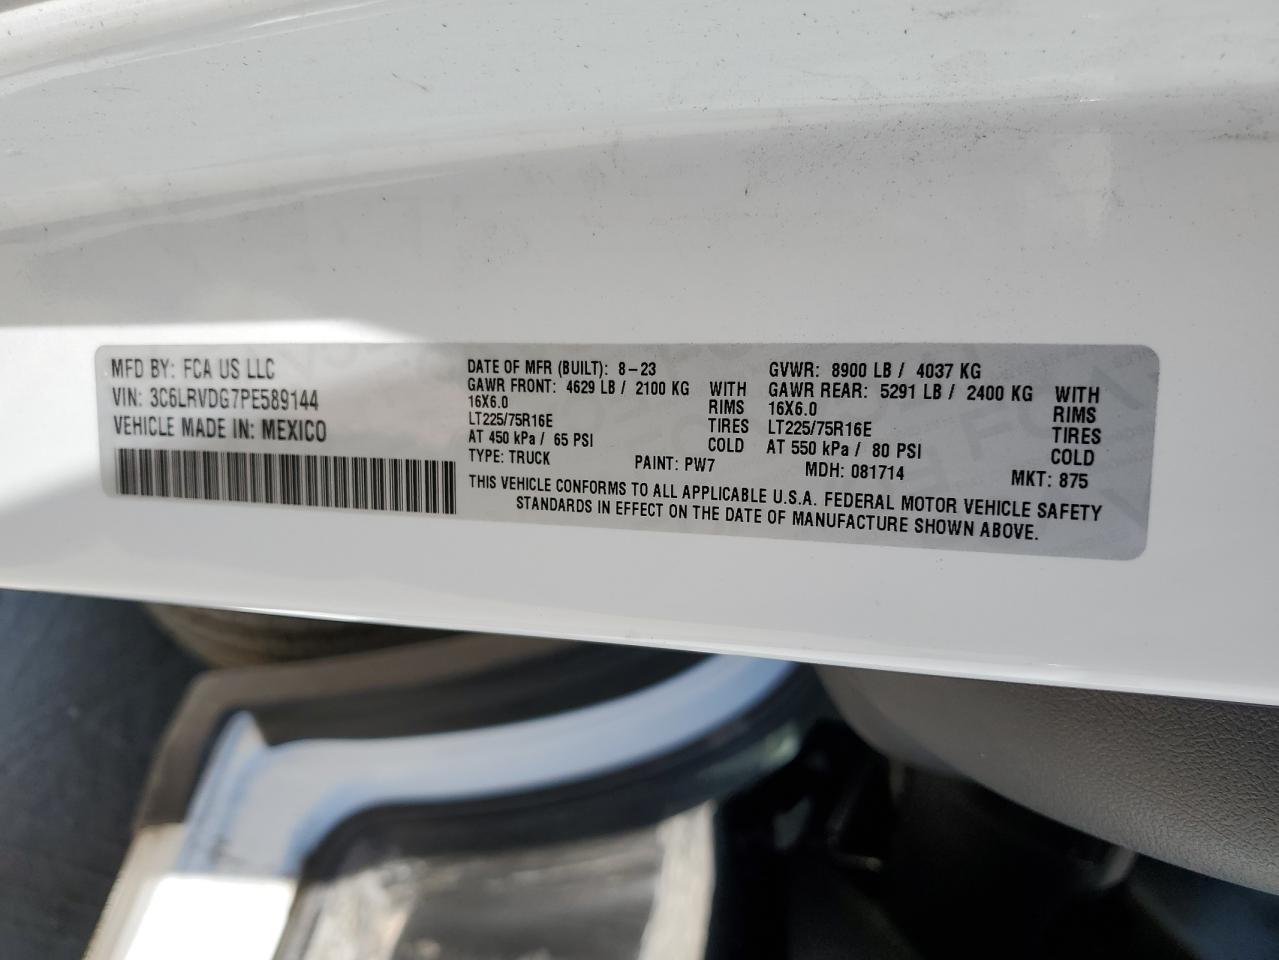 MFD BY: FCA US LLC
VIN: 3C6LRVDG7PE589144
VEHICLE MADE IN: MEXICO
DATE OF MFR (BUILT): 8-23 GVWR: 8900 LB / 4037 KG
GAWR FRONT: 4629 LB / 2100 KG WITH GAWR REAR: 5291 LB / 2400 KG WITH
16X6.0 RIMS 16X6.0 RIMS
LT225/75R16E TIRES LT225/75R16E TIRES
AT 450 kPa / 65 PSI COLD AT 550 kPa / 80 PSI COLD
TYPE: TRUCK PAINT: PW7 MDH: 081714 MKT: 875
THIS VEHICLE CONFORMS TO ALL APPLICABLE U.S.A. FEDERAL MOTOR VEHICLE SAFETY
STANDARDS IN EFFECT ON THE DATE OF MANUFACTURE SHOWN ABOVE.